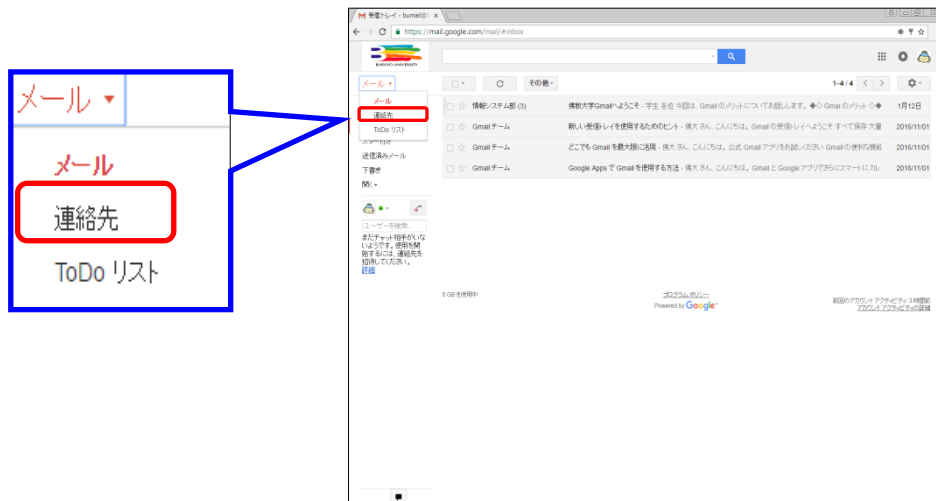 メール
メール
連絡先
ToDo リスト
受信トレイ - bumail@
https://mail.google.com/mail/#inbox
BUKKYO UNIVERSITY
メール
その他
1-4/4
メール
連絡先
ToDo リスト
スター付き
送信済みメール
下書き
開く
情報システム部 (3) 佛教大学Gmailへようこそ - 学生 各位 今回は、Gmail のメリットについてお話しします。 ◆◇ Gmail のメリット ◇◆ 1月12日
Gmail チーム 新しい受信トレイを使用するためのヒント - 佛大 さん、こんにちは。 Gmail の受信トレイへようこそ すべて保存 大量 2016/11/01
Gmail チーム どこでも Gmail を最大限に活用 - 佛大 さん、こんにちは。 公式 Gmail アプリをお試しください Gmail の便利な機能 2016/11/01
Gmail チーム Google Apps で Gmail を使用する方法 - 佛大 さん、こんにちは。 Gmail と Google アプリでさらにスマートに カレ 2016/11/01
ユーザーを検索...
まだチャット相手がいな
いようです。使用を開
始するには、連絡先を
招待してください。
詳細
0 GB を使用中
プログラム ポリシー
Powered by Google
前回のアカウント アクティビティ: 3 時間前
アカウント アクティビティの詳細